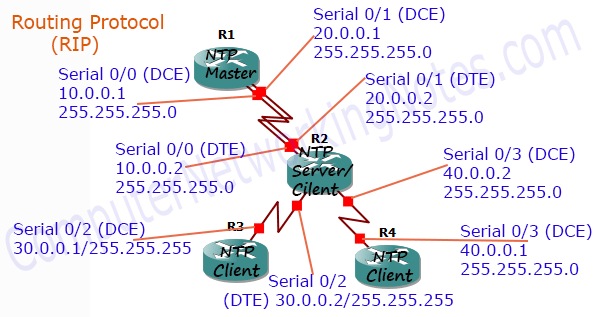 Routing Protocol
(RIP)
R1
NTP
Master
Serial 0/1 (DCE)
20.0.0.1
255.255.255.0
Serial 0/0 (DCE)
10.0.0.1
255.255.255.0
Serial 0/1 (DTE)
20.0.0.2
255.255.255.0
Serial 0/0 (DTE)
10.0.0.2
255.255.255.0
R2
NTP
Server/
Cilent
Serial 0/3 (DCE)
40.0.0.2
255.255.255.0
Serial 0/2 (DCE)
30.0.0.1/255.255.255
R3
NTP
Client
R4
NTP
Client
Serial 0/3 (DCE)
40.0.0.1
255.255.255.0
Serial 0/2
(DTE) 30.0.0.2/255.255.255
ComputerNetworkingNotes.com